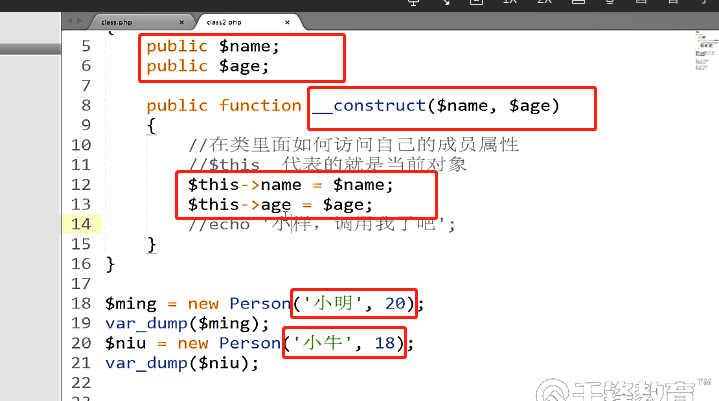 class.php × class2.php ×
4 {
5 public $name;
6 public $age;
7
8 public function __construct($name, $age)
9 {
10 //在类里面如何访问自己的成员属性
11 //$this 代表的就是当前对象
12 $this->name = $name;
13 $this->age = $age;
14 //echo '小样，调用我了吧';
15 }
16 }
17
18 $ming = new Person('小明', 20);
19 var_dump($ming);
20 $niu = new Person('小牛', 18);
21 var_dump($niu);
22
千锋教育™